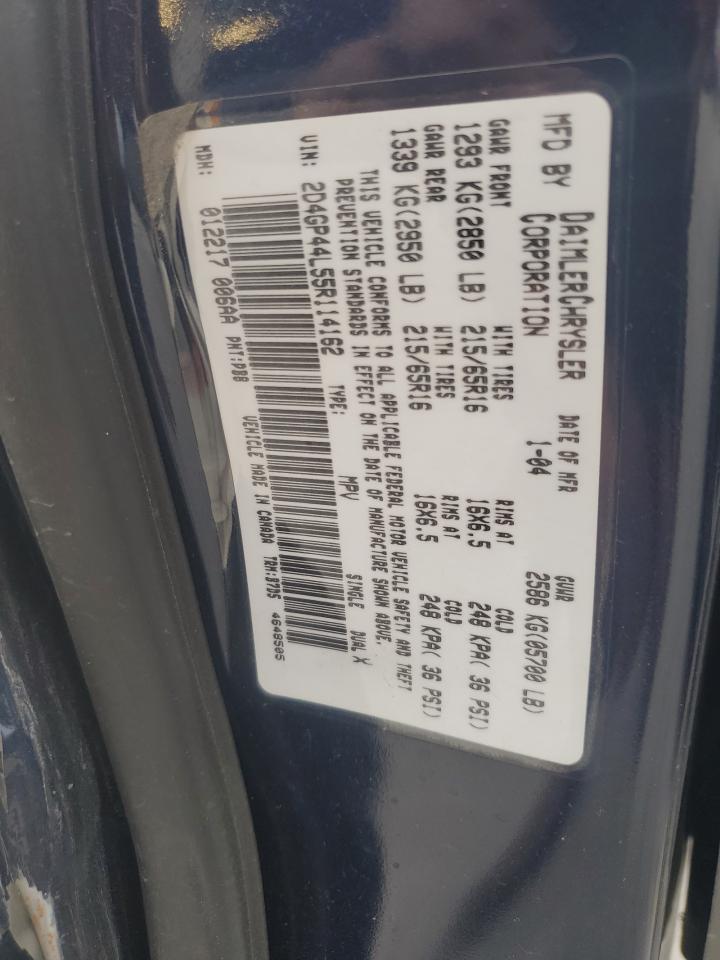 MFD BY DAIMLERCHRYSLER CORPORATION DATE OF MFR 1-04 GVWR 2586 KG(05700 LB)
GAWR FRONT WITH TIRES RIMS AT COLD
1293 KG(2850 LB) 215/65R16 16X6.5 248 KPA( 36 PSI)
GAWR REAR WITH TIRES RIMS AT COLD
1339 KG(2950 LB) 215/65R16 16X6.5 248 KPA( 36 PSI)
THIS VEHICLE CONFORMS TO ALL APPLICABLE FEDERAL MOTOR VEHICLE SAFETY AND THEFT
PREVENTION STANDARDS IN EFFECT ON THE DATE OF MANUFACTURE SHOWN ABOVE.
VIN: 2D4GP44L55R114162 TYPE: MPV SINGLE DUAL X
MDH: 012217 006AA PNT:PBB VEHICLE MADE IN CANADA TRM:B7D5 4648505